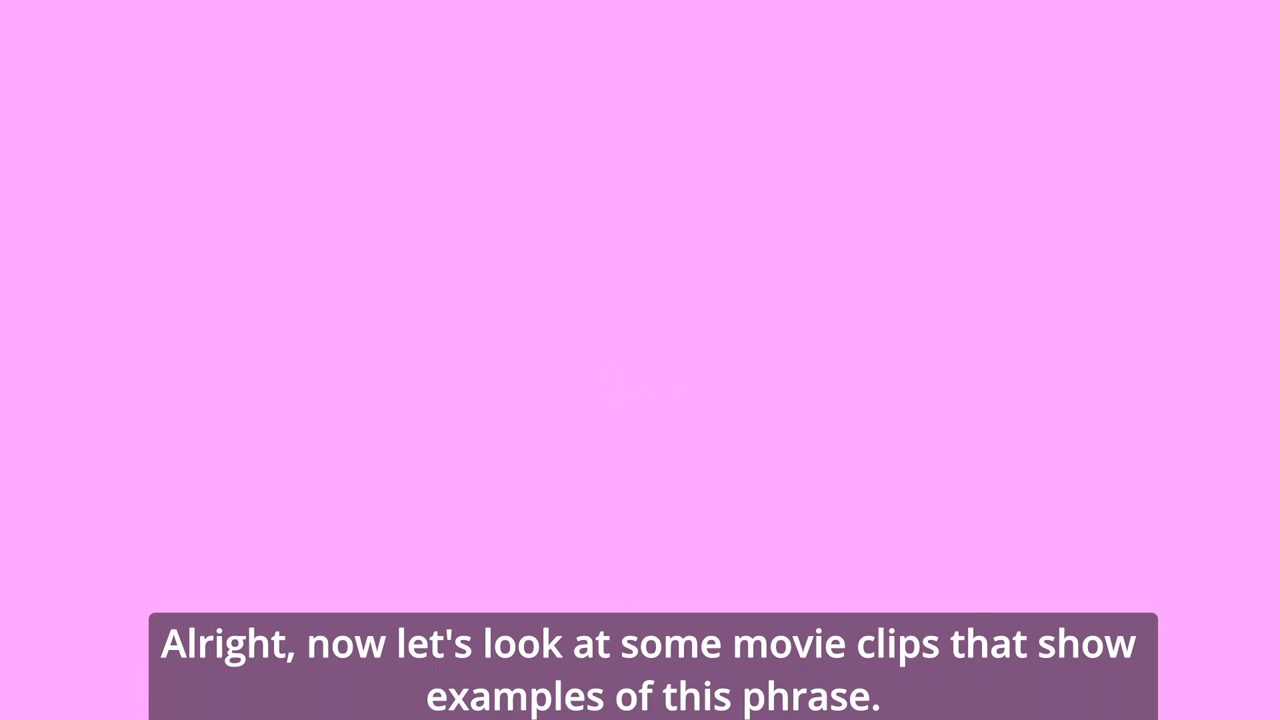 Alright, now let's look at some movie clips that show
examples of this phrase.